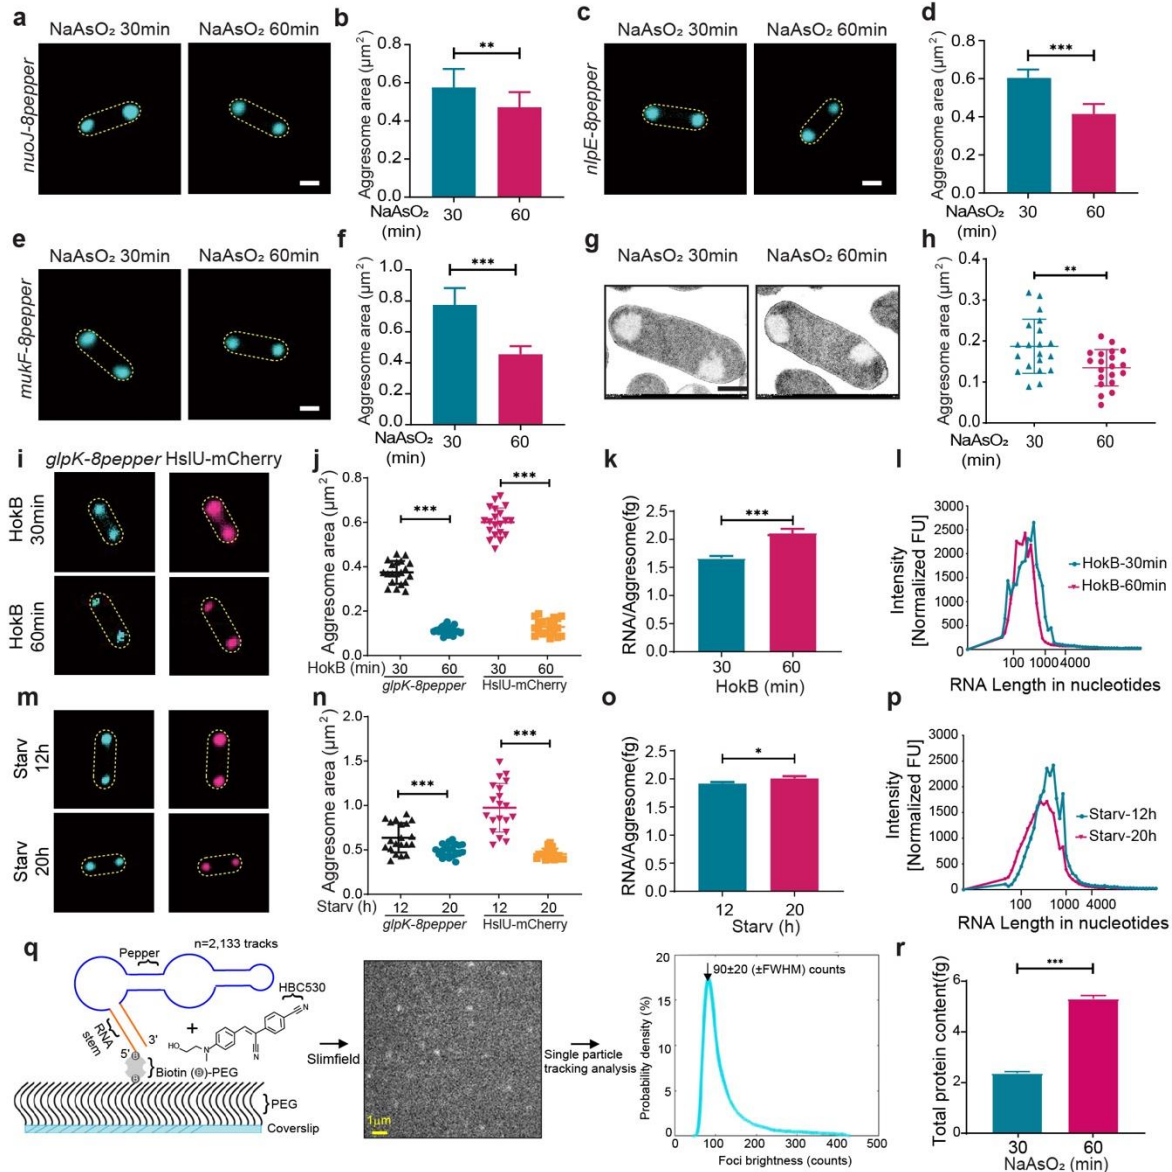 a
NaAsO₂ 30min NaAsO₂ 60min
nuoJ-8pepper
b
Aggresome area (μm²)
0.8
0.6
0.4
0.2
0.0
**
NaAsO₂ 30 60
(min)
c
NaAsO₂ 30min NaAsO₂ 60min
nlpE-8pepper
d
Aggresome area (μm²)
0.8
0.6
0.4
0.2
0.0
***
NaAsO₂ 30 60
(min)
e
NaAsO₂ 30min NaAsO₂ 60min
mukF-8pepper
f
Aggresome area (μm²)
1.0
0.8
0.6
0.4
0.2
0.0
***
NaAsO₂ 30 60
(min)
g
NaAsO₂ 30min NaAsO₂ 60min
h
Aggresome area (μm²)
0.4
0.3
0.2
0.1
0.0
**
NaAsO₂ 30 60
(min)
i
glpK-8pepper HslU-mCherry
HokB
30min
HokB
60min
j
Aggresome area (μm²)
0.8
0.6
0.4
0.2
0.0
*** ***
HokB (min) 30 60 30 60
glpK-8pepper HslU-mCherry
k
RNA/Aggresome(fg)
2.5
2.0
1.5
1.0
0.5
0.0
***
30 60
HokB (min)
l
Intensity
[Normalized FU]
3000
2500
2000
1500
1000
500
0
HokB-30min
HokB-60min
100 1000 4000
RNA Length in nucleotides
m
Starv
12h
Starv
20h
n
Aggresome area (μm²)
2.0
1.5
1.0
0.5
0.0
*** ***
Starv (h) 12 20 30 60
glpK-8pepper HslU-mCherry
o
RNA/Aggresome(fg)
2.5
2.0
1.5
1.0
0.5
0.0
*
12 20
Starv (h)
p
Intensity
[Normalized FU]
3000
2500
2000
1500
1000
500
0
Starv-12h
Starv-20h
100 1000 4000
RNA Length in nucleotides
q
Pepper
n=2,133 tracks
HBC530
RNA
stem
3'
5'
+
HO
N
CN
CN
B
B
Biotin (B)-PEG
PEG
Coverslip
Slimfield
1μm
Single particle
tracking analysis
Probability density (%)
20
15
10
5
0
90±20 (±FWHM) counts
0 100 200 300 400 500
Foci brightness (counts)
r
Total protein content(fg)
6
4
2
0
***
30 60
NaAsO₂ (min)